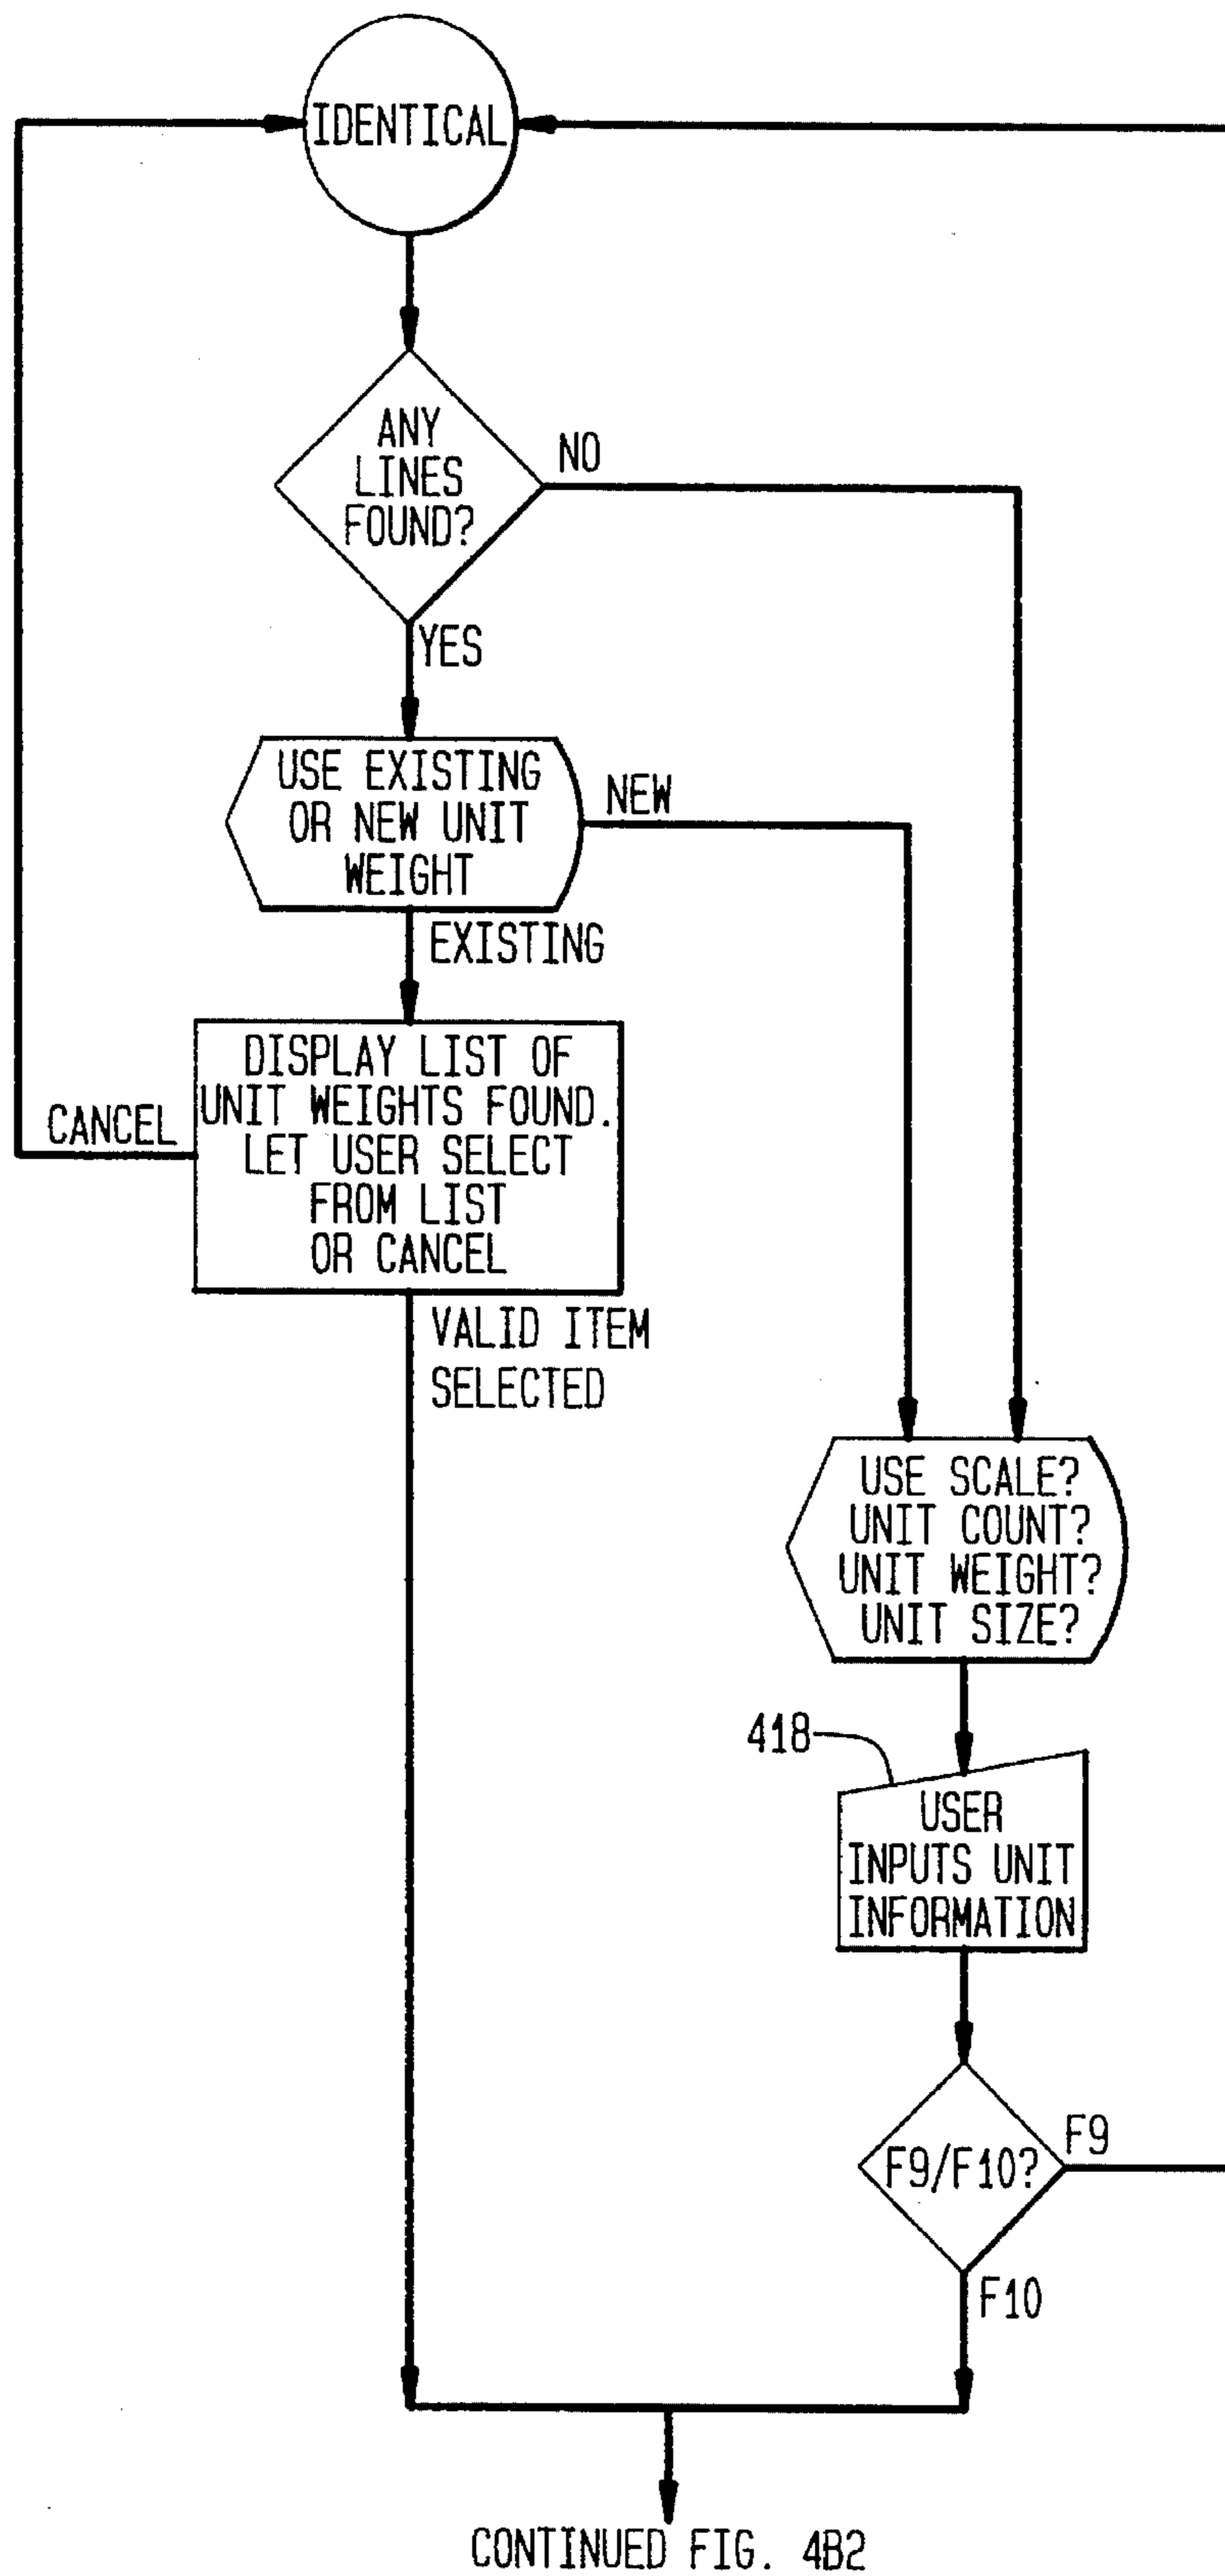 IDENTICAL
ANY
LINES
FOUND?
NO
YES
USE EXISTING
OR NEW UNIT
WEIGHT
NEW
EXISTING
DISPLAY LIST OF
UNIT WEIGHTS FOUND.
LET USER SELECT
FROM LIST
OR CANCEL
CANCEL
VALID ITEM
SELECTED
USE SCALE?
UNIT COUNT?
UNIT WEIGHT?
UNIT SIZE?
418
USER
INPUTS UNIT
INFORMATION
F9/F10?
F9
F10
CONTINUED FIG. 4B2